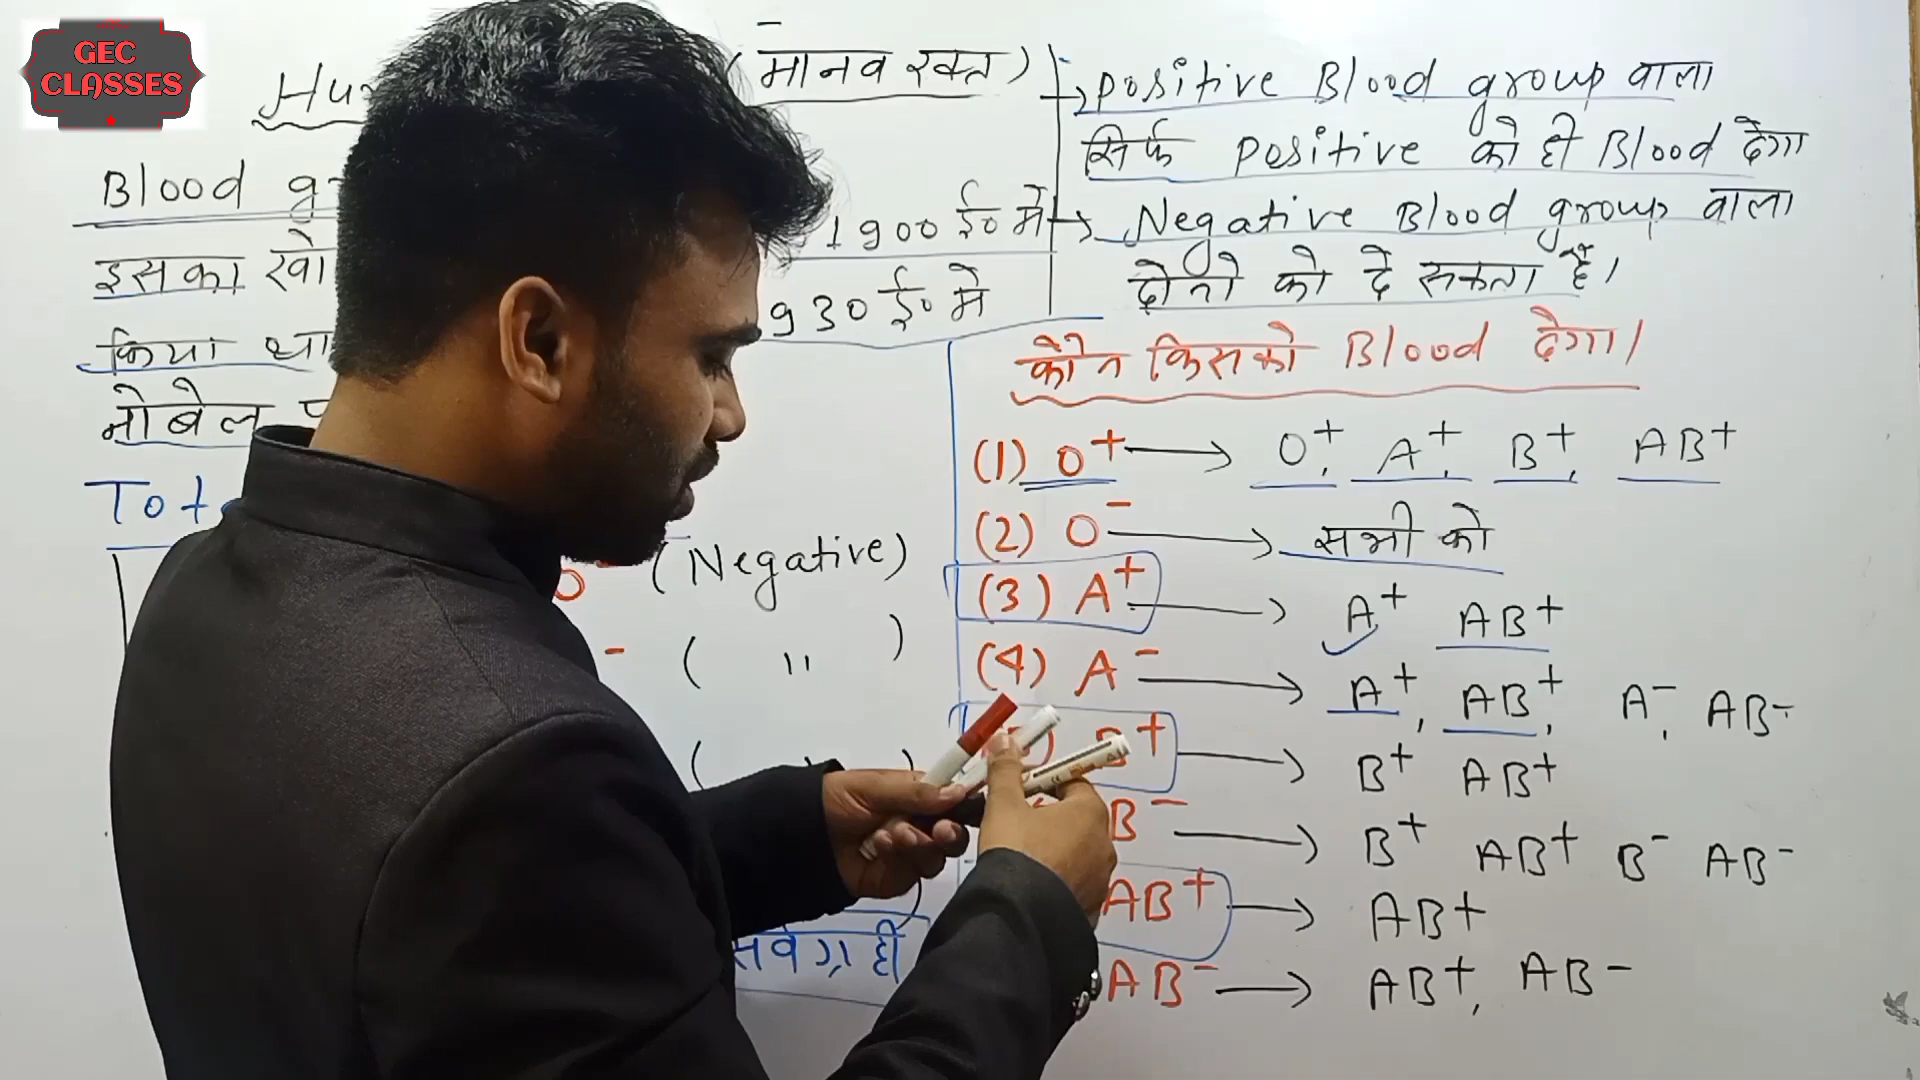 GEC
CLASSES
(मानव रक्त)
Blood
1900 ई० में
इसका खो
930 ई० में
किया था
नोबेल
(Negative)
( " )
सर्वग्राही
→ positive Blood group वाला
सिर्फ positive को ही Blood देगा
→ Negative Blood group वाला
दोनो को दे सकता है।
कौन किसको Blood देगा।
(1) O+ → O+, A+, B+, AB+
(2) O- → सभी को
(3) A+ → A+ AB+
(4) A- → A+, AB+, A-, AB-
B+ → B+ AB+
B- → B+ AB+ B- AB-
AB+ → AB+
AB- → AB+, AB-